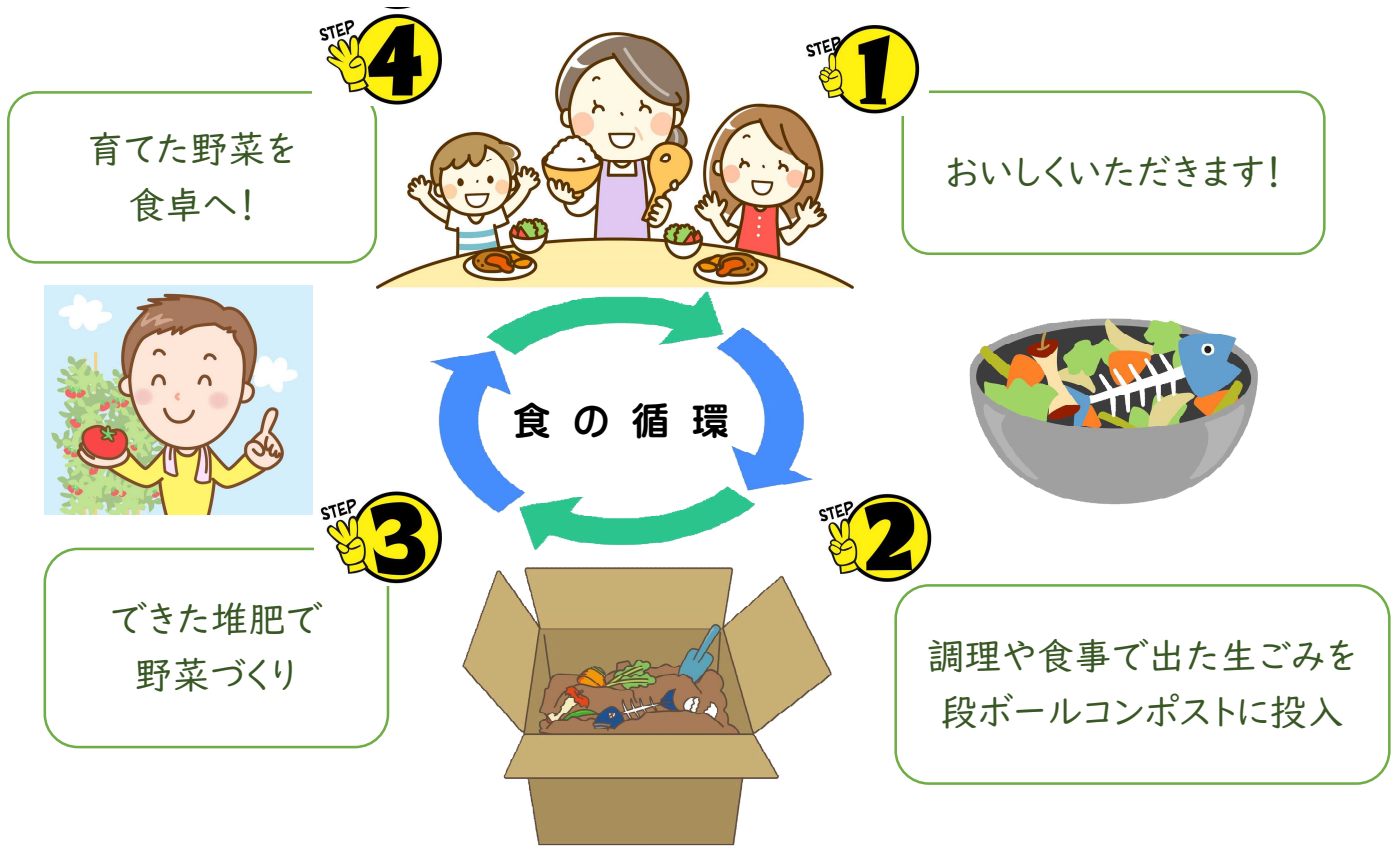 STEP 1
おいしくいただきます!
STEP 2
調理や食事で出た生ごみを
段ボールコンポストに投入
STEP 3
できた堆肥で
野菜づくり
STEP 4
育てた野菜を
食卓へ!
食の循環